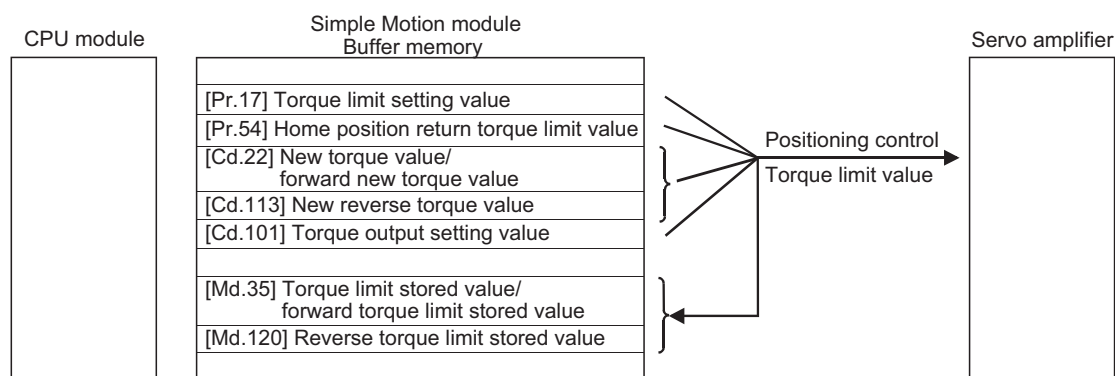 CPU module
Simple Motion module
Buffer memory
Servo amplifier
[Pr.17] Torque limit setting value
[Pr.54] Home position return torque limit value
[Cd.22] New torque value/
forward new torque value
[Cd.113] New reverse torque value
[Cd.101] Torque output setting value
Positioning control
Torque limit value
[Md.35] Torque limit stored value/
forward torque limit stored value
[Md.120] Reverse torque limit stored value